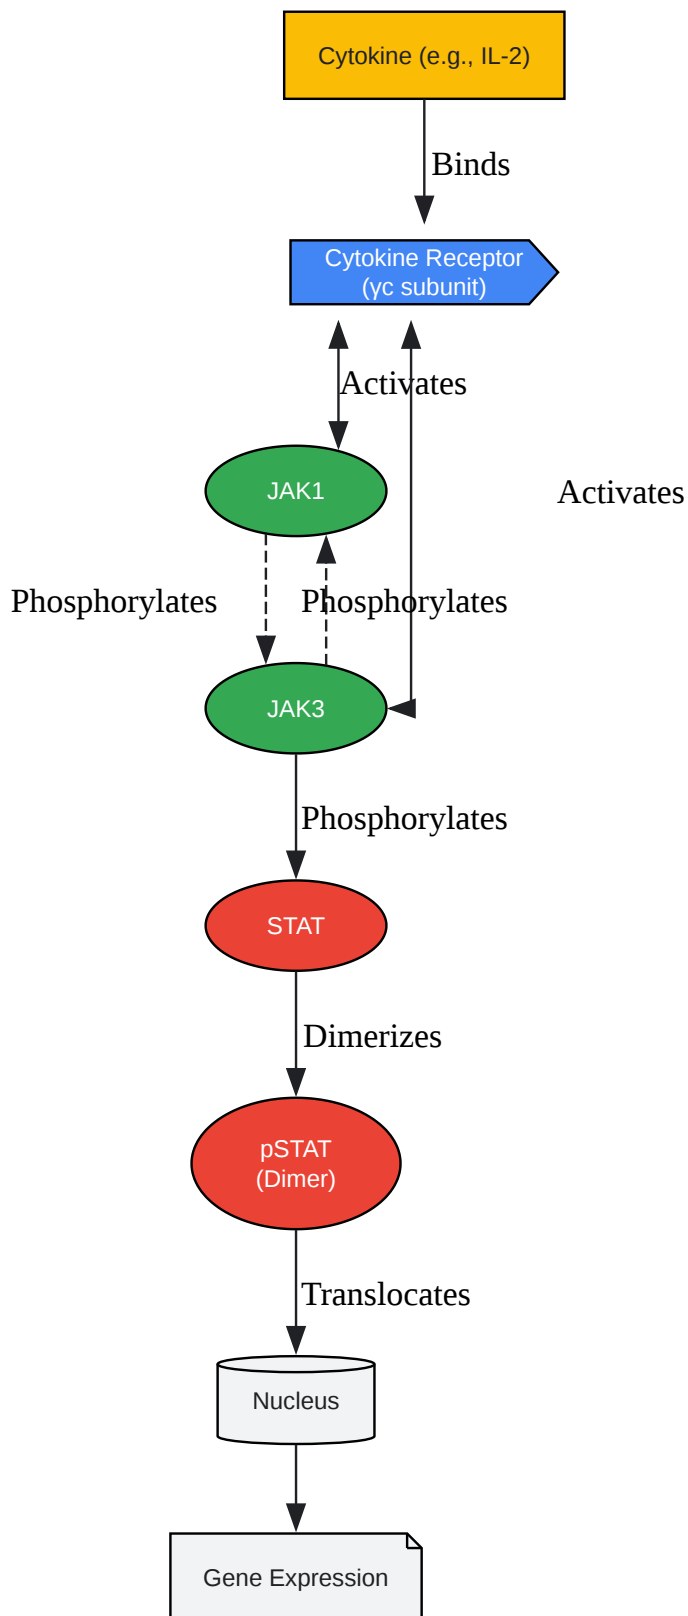 Cytokine (e.g., IL-2)
Binds
Cytokine Receptor
(γc subunit)
Activates
JAK1
Activates
Phosphorylates
Phosphorylates
JAK3
Phosphorylates
STAT
Dimerizes
pSTAT
(Dimer)
Translocates
Nucleus
Gene Expression